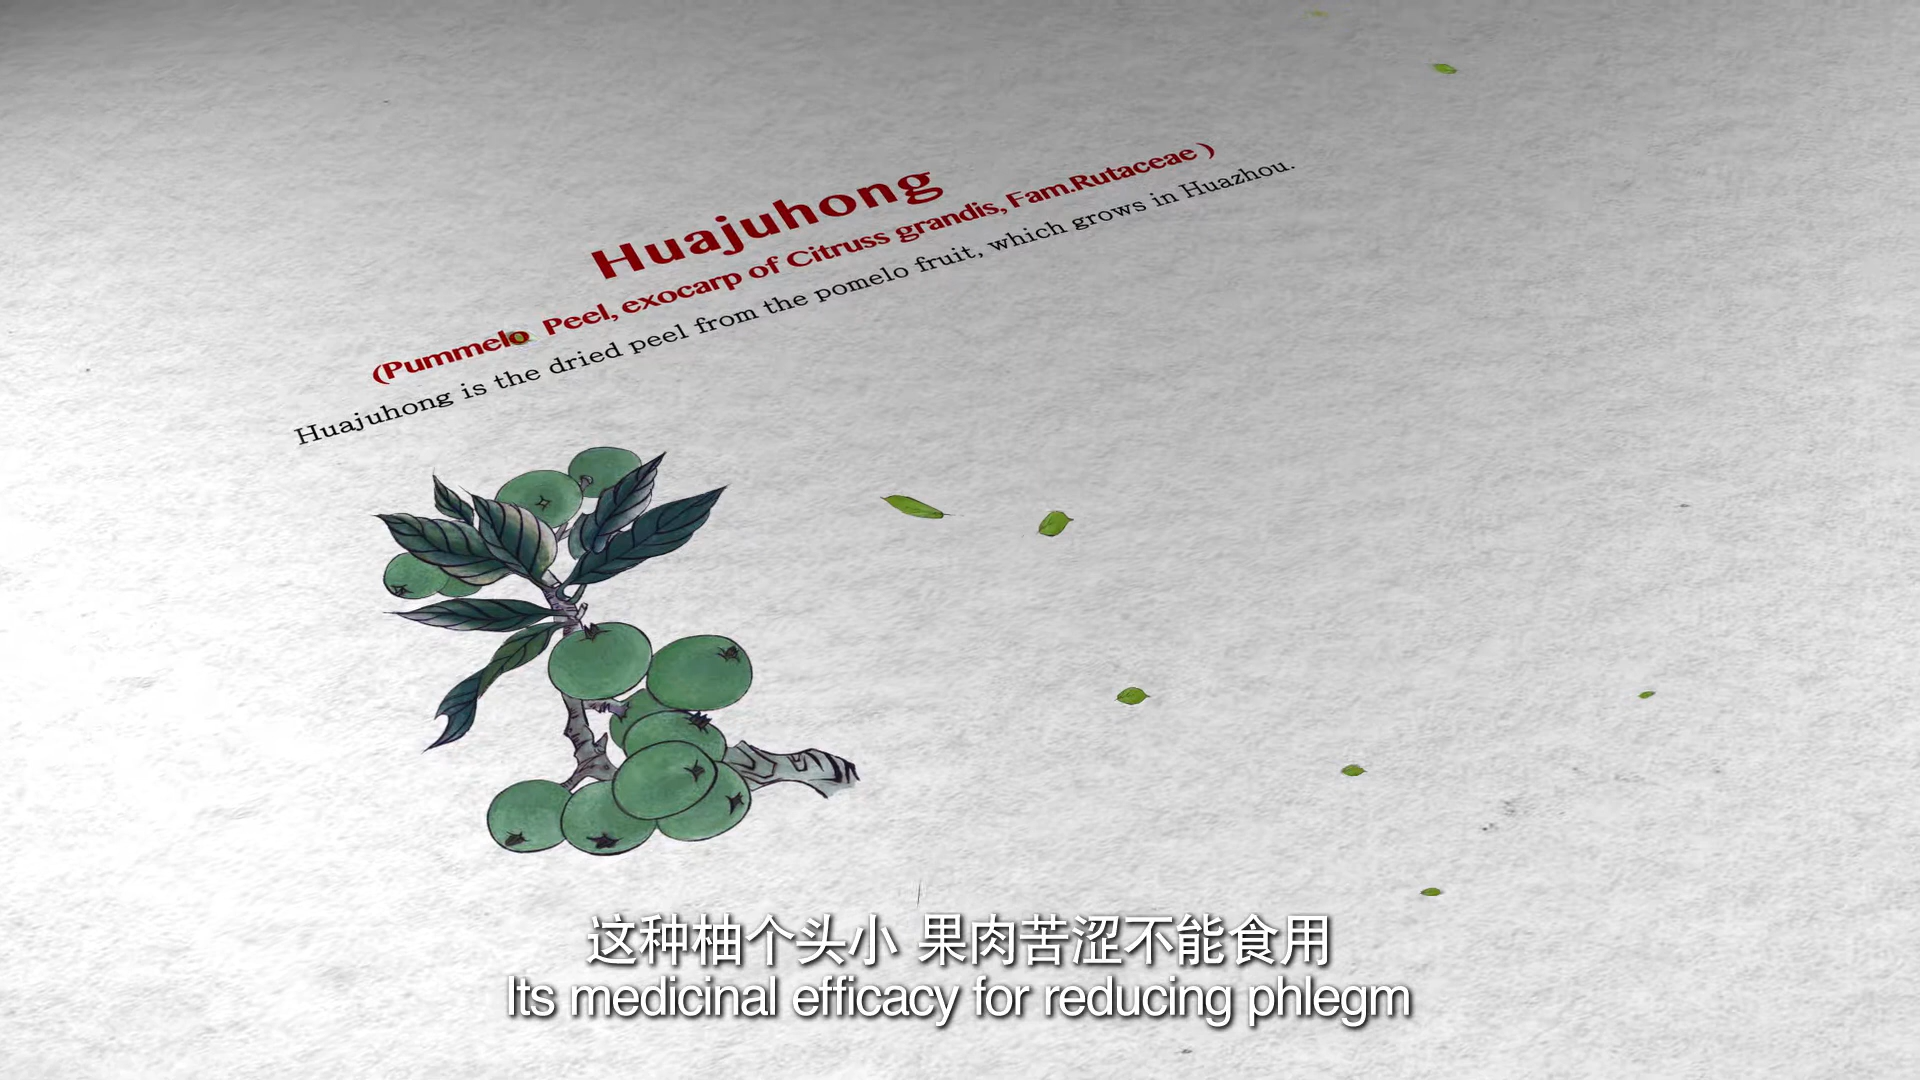 Huajuhong
(Pummelo Peel, exocarp of Citruss grandis, Fam.Rutaceae )
Huajuhong is the dried peel from the pomelo fruit, which grows in Huazhou.
这种柚个头小 果肉苦涩不能食用
Its medicinal efficacy for reducing phlegm